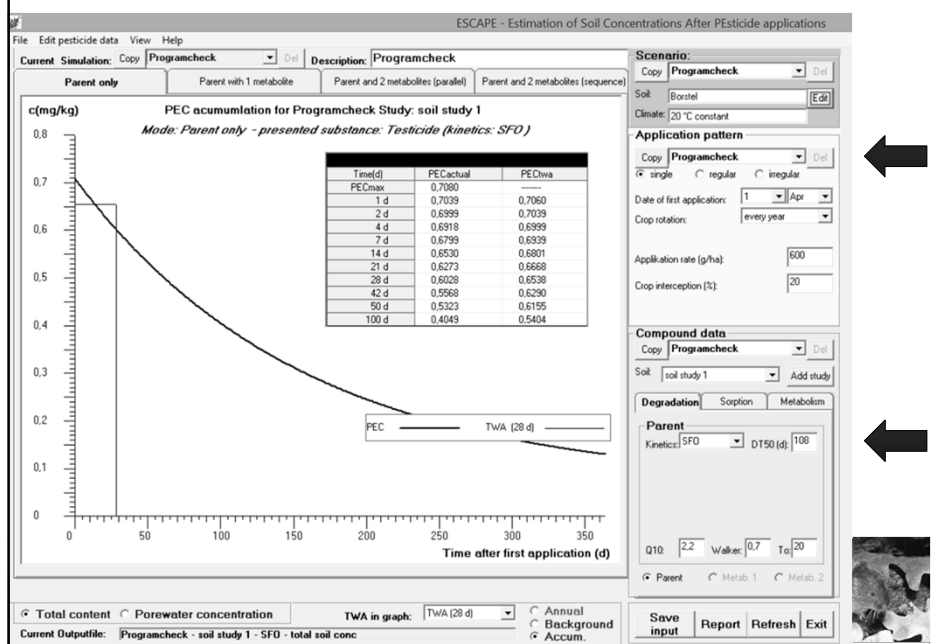 ESCAPE - Estimation of Soil Concentrations After PEsticide applications
File Edit pesticide data View Help
Current Simulation: Copy Programcheck Del Description: Programcheck
Parent only Parent with 1 metabolite Parent and 2 metabolites (parallel) Parent and 2 metabolites (sequence)
c(mg/kg) PEC acumumlation for Programcheck Study: soil study 1
Mode: Parent only - presented substance: Testicide (kinetics: SFO )
Time(d) PECactual PECtwa
PECmax 0,7080 --------
1 d 0,7039 0,7060
2 d 0,6999 0,7039
4 d 0,6918 0,6999
7 d 0,6799 0,6939
14 d 0,6530 0,6801
21 d 0,6273 0,6668
28 d 0,6028 0,6538
42 d 0,5568 0,6290
50 d 0,5323 0,6155
100 d 0,4049 0,5404
0,8
0,7
0,6
0,5
0,4
0,3
0,2
0,1
0
PEC TWA (28 d)
0 50 100 150 200 250 300 350
Time after first application (d)
Scenario:
Copy Programcheck Del
Soil: Borstel Edit
Climate: 20 °C constant
Application pattern
Copy Programcheck Del
single regular irregular
Date of first application: 1 Apr
Crop rotation: every year
Applikation rate (g/ha): 600
Crop interception (%): 20
Compound data
Copy Programcheck Del
Soil: soil study 1 Add study
Degradation Sorption Metabolism
Parent
Kinetics: SFO DT50 (d): 108
Q10: 2,2 Walker: 0,7 To: 20
Parent Metab. 1 Metab. 2
Total content Porewater concentration TWA in graph: TWA (28 d) Annual
Background
Accum.
Current Outputfile: Programcheck - soil study 1 - SFO - total soil conc
Save input Report Refresh Exit